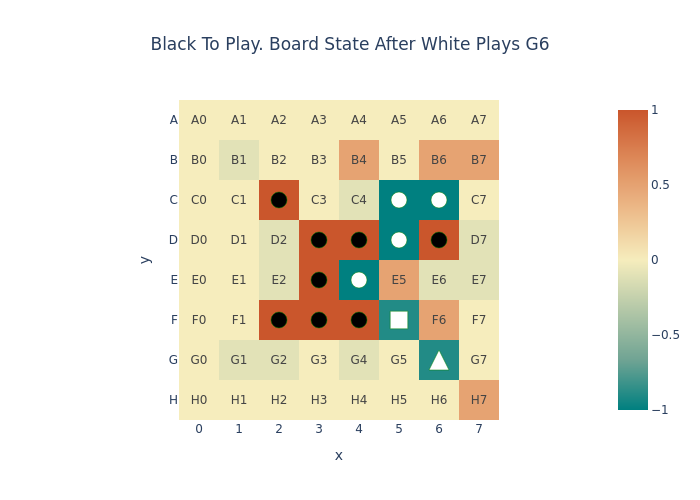 Black To Play. Board State After White Plays G6
A A0 A1 A2 A3 A4 A5 A6 A7
B B0 B1 B2 B3 B4 B5 B6 B7
C C0 C1 C3 C4 C7
D D0 D1 D2 D7
E E0 E1 E2 E5 E6 E7
F F0 F1 F6 F7
G G0 G1 G2 G3 G4 G5 G7
H H0 H1 H2 H3 H4 H5 H6 H7
0 1 2 3 4 5 6 7
x
y
1
0.5
0
−0.5
−1